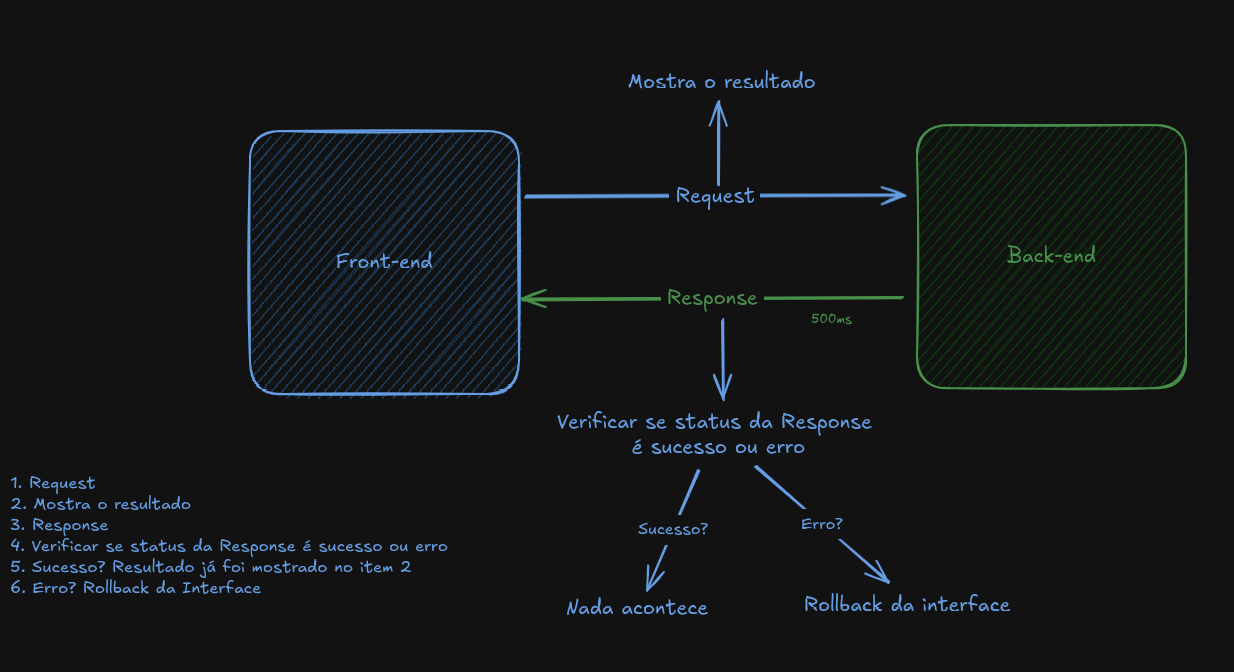 Mostra o resultado
Request
Front-end
Back-end
Response
500ms
Verificar se status da Response
é sucesso ou erro
Sucesso?
Erro?
Nada acontece
Rollback da interface
1. Request
2. Mostra o resultado
3. Response
4. Verificar se status da Response é sucesso ou erro
5. Sucesso? Resultado já foi mostrado no item 2
6. Erro? Rollback da Interface